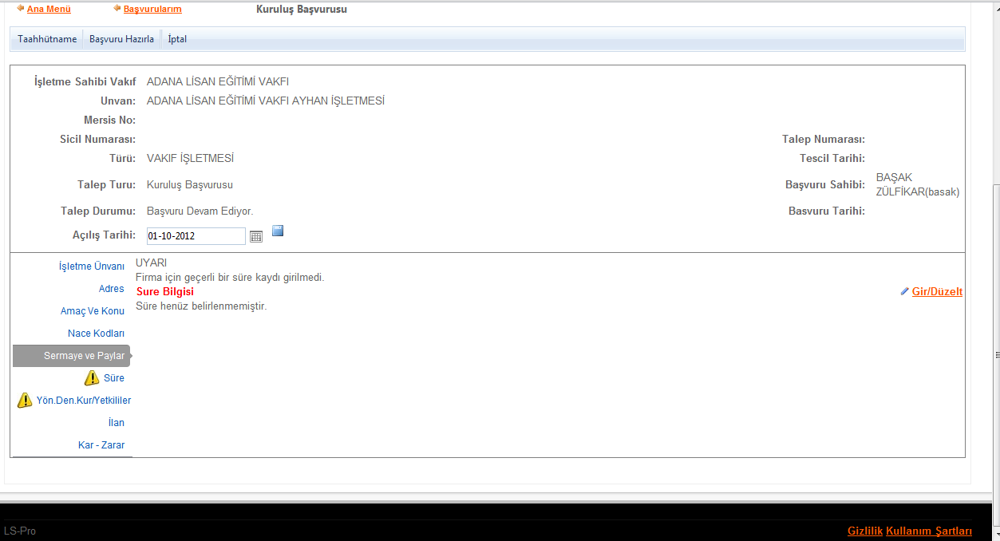 Ana Menü Başvurularım Kuruluş Başvurusu
Taahhütname Başvuru Hazırla İptal
İşletme Sahibi Vakıf ADANA LİSAN EĞİTİMİ VAKFI
Unvan: ADANA LİSAN EĞİTİMİ VAKFI AYHAN İŞLETMESİ
Mersis No:
Sicil Numarası: Talep Numarası:
Türü: VAKIF İŞLETMESİ Tescil Tarihi:
Talep Turu: Kuruluş Başvurusu Başvuru Sahibi: BAŞAK
ZÜLFİKAR(basak)
Talep Durumu: Başvuru Devam Ediyor. Basvuru Tarihi:
Açılış Tarihi: 01-10-2012
İşletme Ünvanı
Adres
Amaç Ve Konu
Nace Kodları
Sermaye ve Paylar
Süre
Yön.Den.Kur/Yetkililer
İlan
Kar - Zarar
UYARI
Firma için geçerli bir süre kaydı girilmedi.
Sure Bilgisi Gir/Düzelt
Süre henüz belirlenmemiştir.
LS-Pro Gizlilik Kullanım Şartları